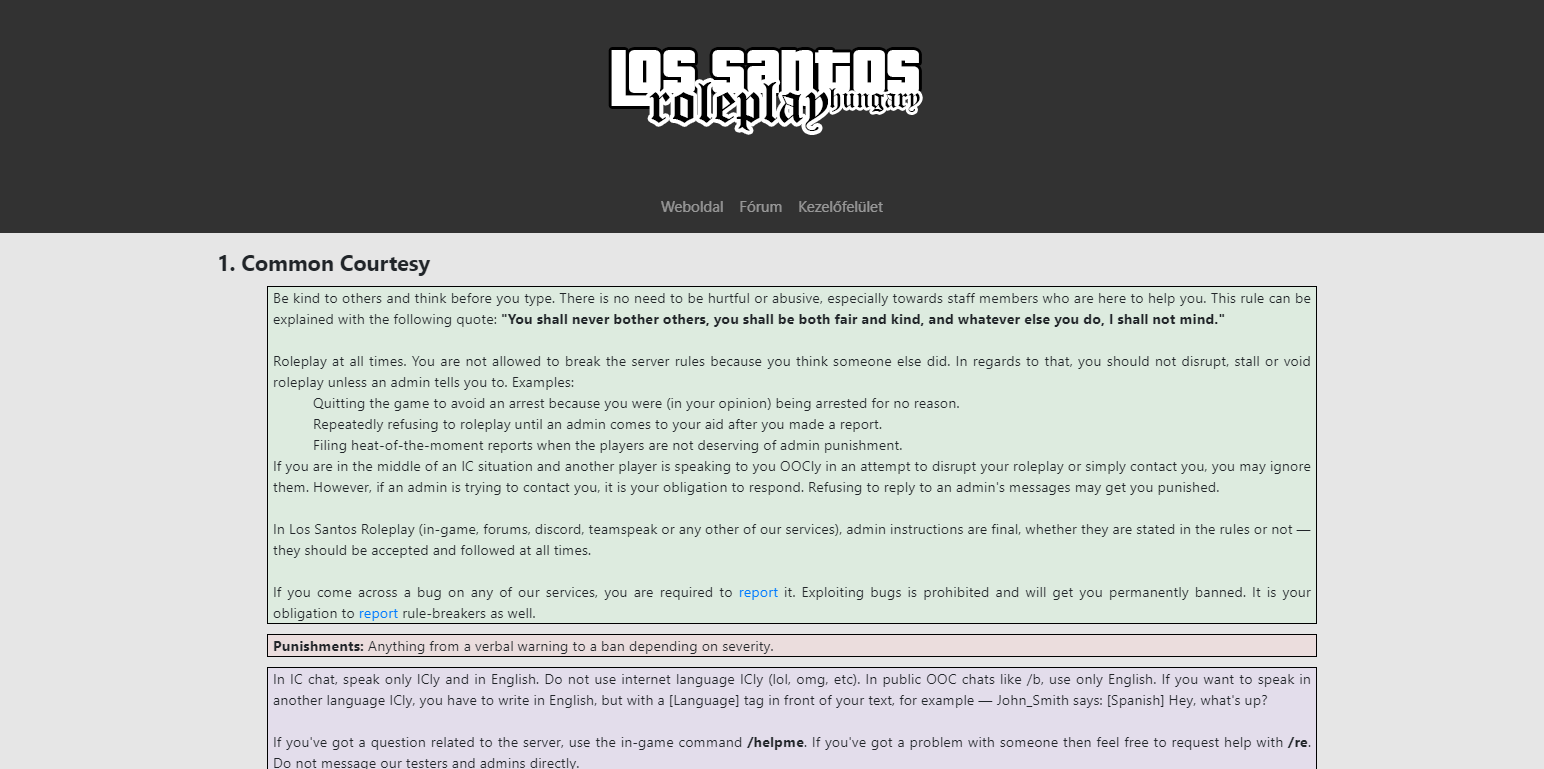 Los Santos
roleplay hungary
Weboldal Fórum Kezelőfelület
1. Common Courtesy
Be kind to others and think before you type. There is no need to be hurtful or abusive, especially towards staff members who are here to help you. This rule can be
explained with the following quote: "You shall never bother others, you shall be both fair and kind, and whatever else you do, I shall not mind."
Roleplay at all times. You are not allowed to break the server rules because you think someone else did. In regards to that, you should not disrupt, stall or void
roleplay unless an admin tells you to. Examples:
Quitting the game to avoid an arrest because you were (in your opinion) being arrested for no reason.
Repeatedly refusing to roleplay until an admin comes to your aid after you made a report.
Filing heat-of-the-moment reports when the players are not deserving of admin punishment.
If you are in the middle of an IC situation and another player is speaking to you OOCly in an attempt to disrupt your roleplay or simply contact you, you may ignore
them. However, if an admin is trying to contact you, it is your obligation to respond. Refusing to reply to an admin's messages may get you punished.
In Los Santos Roleplay (in-game, forums, discord, teamspeak or any other of our services), admin instructions are final, whether they are stated in the rules or not —
they should be accepted and followed at all times.
If you come across a bug on any of our services, you are required to report it. Exploiting bugs is prohibited and will get you permanently banned. It is your
obligation to report rule-breakers as well.
Punishments: Anything from a verbal warning to a ban depending on severity.
In IC chat, speak only ICly and in English. Do not use internet language ICly (lol, omg, etc). In public OOC chats like /b, use only English. If you want to speak in
another language ICly, you have to write in English, but with a [Language] tag in front of your text, for example — John_Smith says: [Spanish] Hey, what's up?
If you've got a question related to the server, use the in-game command /helpme. If you've got a problem with someone then feel free to request help with /re.
Do not message our testers and admins directly.